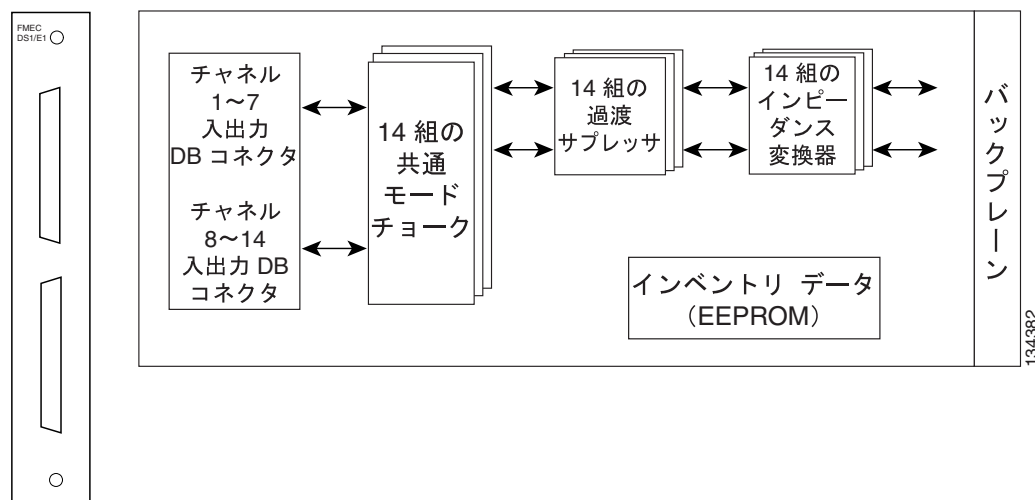 FMEC
DS1/E1
チャネル
1～7
入出力
DB コネクタ
チャネル
8～14
入出力 DB
コネクタ
14 組の
共通
モード
チョーク
14 組の
過渡
サプレッサ
14 組の
インピー
ダンス
変換器
インベントリ データ
（EEPROM）
バックプレーン
134382